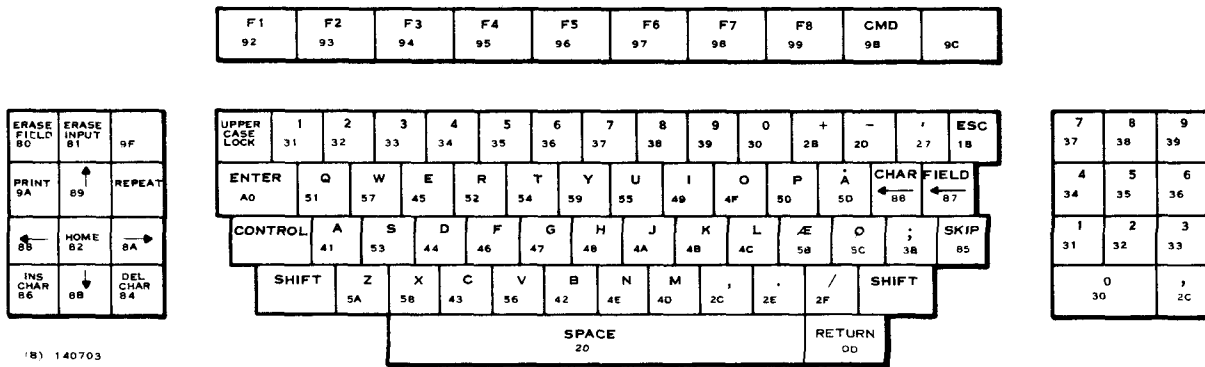 F1 F2 F3 F4 F5 F6 F7 F8 CMD
92 93 94 95 96 97 98 99 9B 9C
ERASE FIELD 80
ERASE INPUT 81
9F
PRINT 9A
↑ 89
REPEAT
← 88
HOME 82
→ 8A
INS CHAR 86
↓ 8B
DEL CHAR 84
UPPER CASE LOCK
1 2 3 4 5 6 7 8 9 0 + - ' ESC
31 32 33 34 35 36 37 38 39 30 2B 2D 27 1B
ENTER Q W E R T Y U I O P Å CHAR ← FIELD ←
A0 51 57 45 52 54 59 55 49 4F 50 5D 88 87
CONTROL A S D F G H J K L Æ Ø ; SKIP
41 53 44 46 47 48 4A 4B 4C 5B 5C 3B 85
SHIFT Z X C V B N M , . / SHIFT
5A 58 43 56 42 4E 4D 2C 2E 2F
SPACE RETURN
20 0D
7 8 9
37 38 39
4 5 6
34 35 36
1 2 3
31 32 33
0 ,
30 2C
(8) 140703